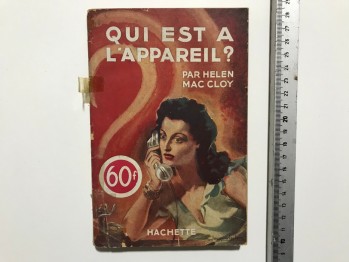 QUI EST A
L'APPAREIL?
PAR HELEN
MAC CLOY
60f
HACHETTE